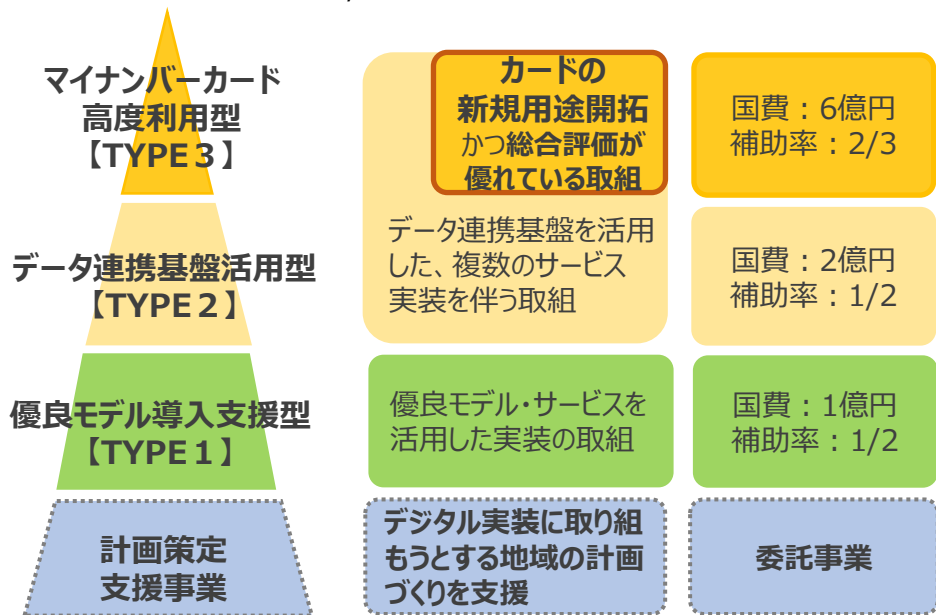 マイナンバーカード
高度利用型
【TYPE３】
カードの
新規用途開拓
かつ総合評価が
優れている取組
国費：6億円
補助率：2/3
データ連携基盤活用型
【TYPE２】
データ連携基盤を活用
した、複数のサービス
実装を伴う取組
国費：2億円
補助率：1/2
優良モデル導入支援型
【TYPE１】
優良モデル・サービスを
活用した実装の取組
国費：1億円
補助率：1/2
計画策定
支援事業
デジタル実装に取り組
もうとする地域の計画
づくりを支援
委託事業